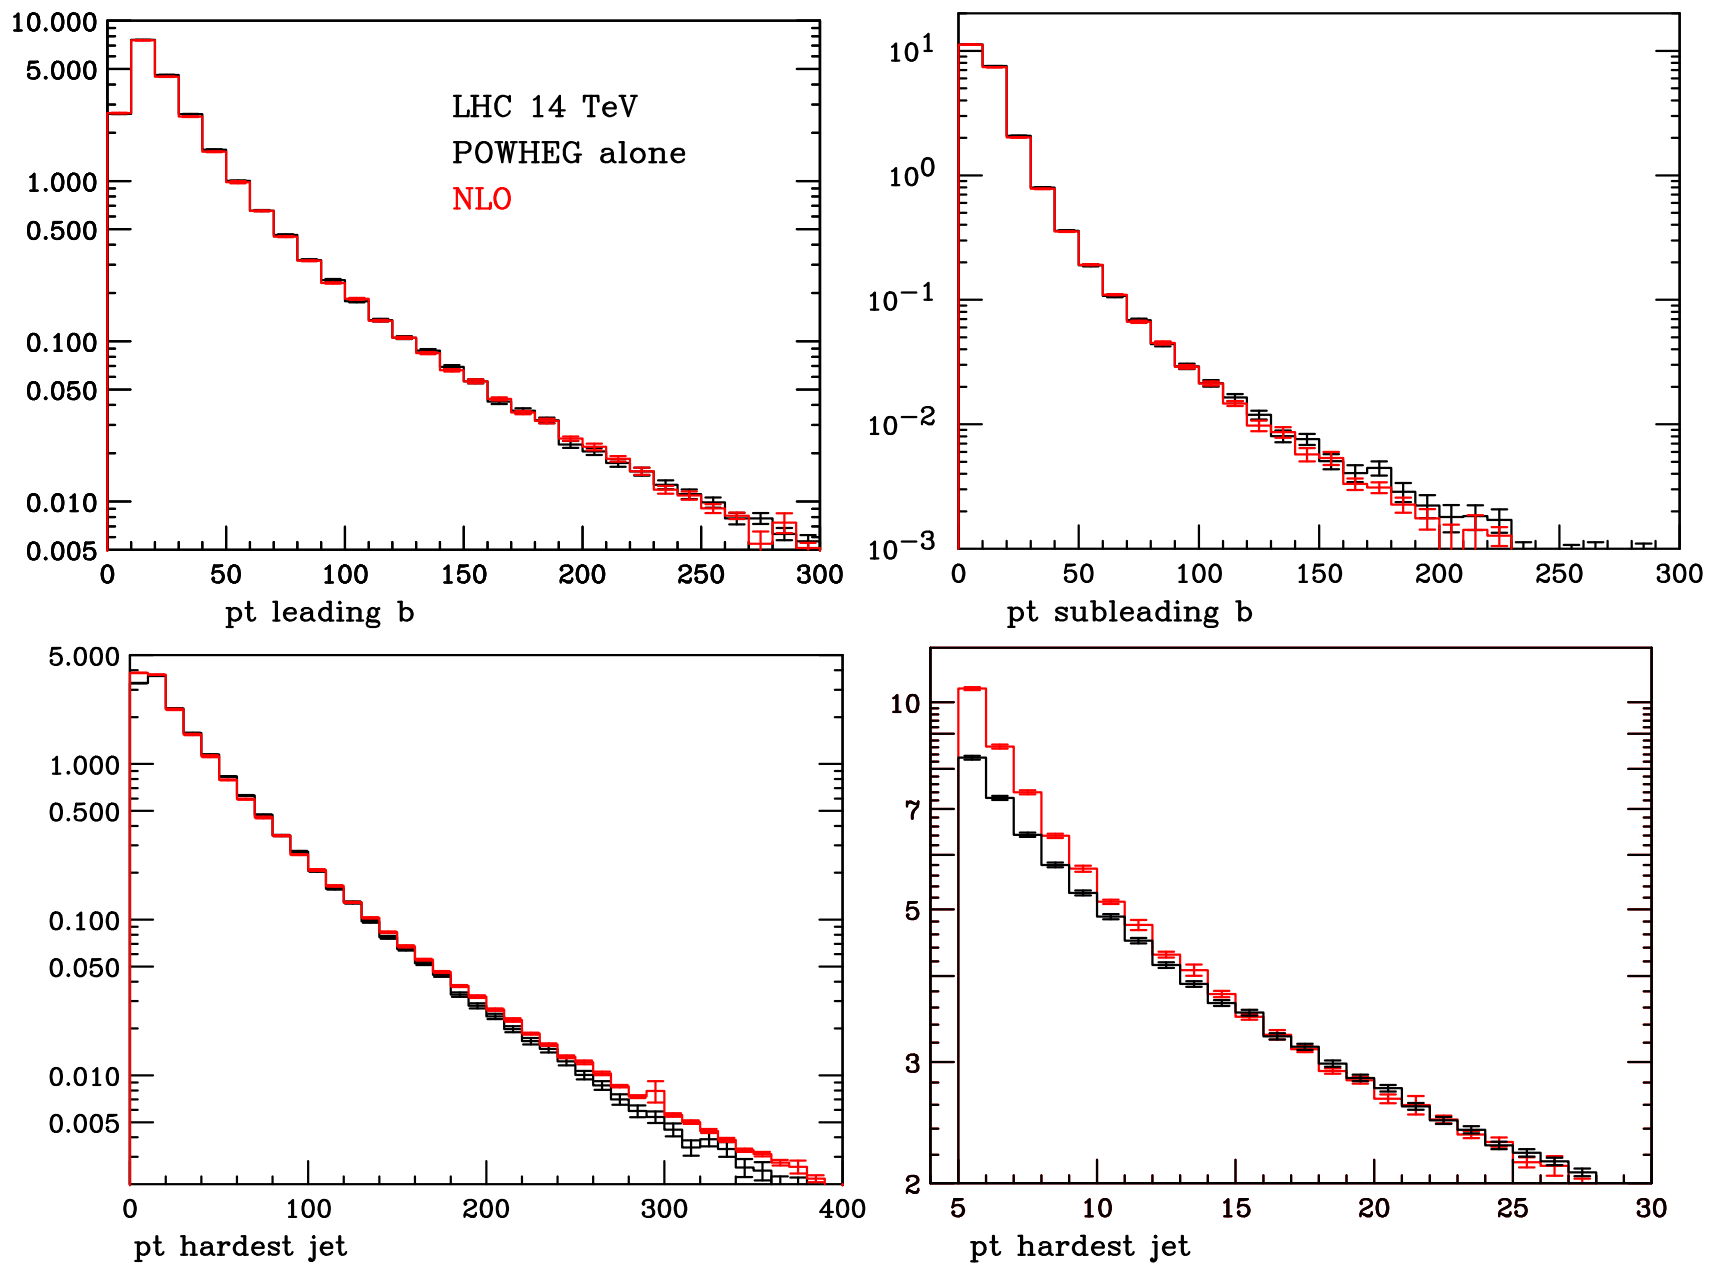 10.000
5.000
1.000
0.500
0.100
0.050
0.010
0.005
0 50 100 150 200 250 300
pt leading b
LHC 14 TeV
POWHEG alone
NLO
10^1
10^0
10^−1
10^−2
10^−3
0 50 100 150 200 250 300
pt subleading b
5.000
1.000
0.500
0.100
0.050
0.010
0.005
0 100 200 300 400
pt hardest jet
10
7
5
3
2
5 10 15 20 25 30
pt hardest jet